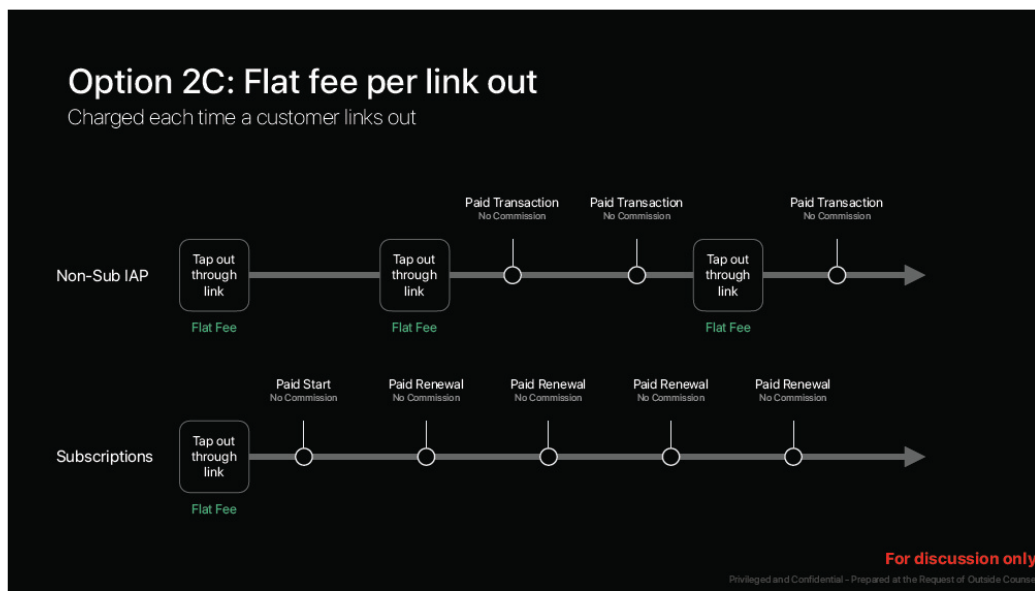 Option 2C: Flat fee per link out
Charged each time a customer links out
Paid Transaction
No Commission
Paid Transaction
No Commission
Paid Transaction
No Commission
Non-Sub IAP
Tap out
through
link
Tap out
through
link
Tap out
through
link
Flat Fee
Flat Fee
Flat Fee
Paid Start
No Commission
Paid Renewal
No Commission
Paid Renewal
No Commission
Paid Renewal
No Commission
Paid Renewal
No Commission
Subscriptions
Tap out
through
link
Flat Fee
For discussion only
Privileged and Confidential – Prepared at the Request of Outside Counse